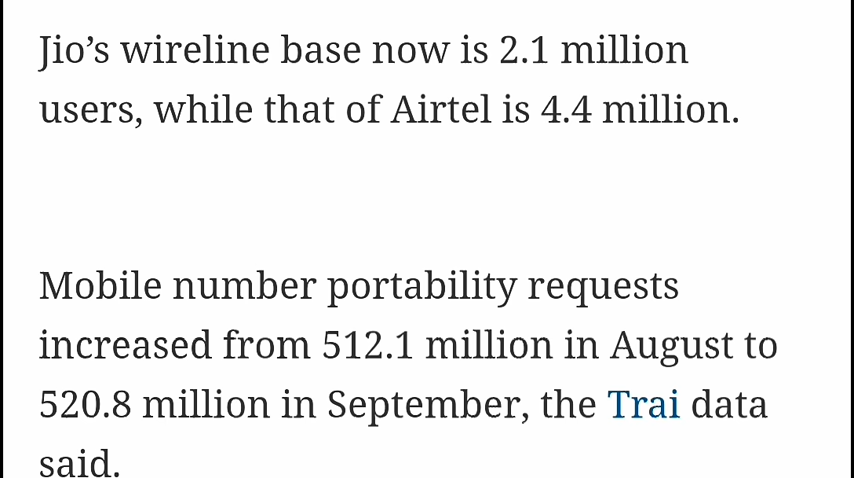 Jio’s wireline base now is 2.1 million
users, while that of Airtel is 4.4 million.
Mobile number portability requests
increased from 512.1 million in August to
520.8 million in September, the Trai data
said.